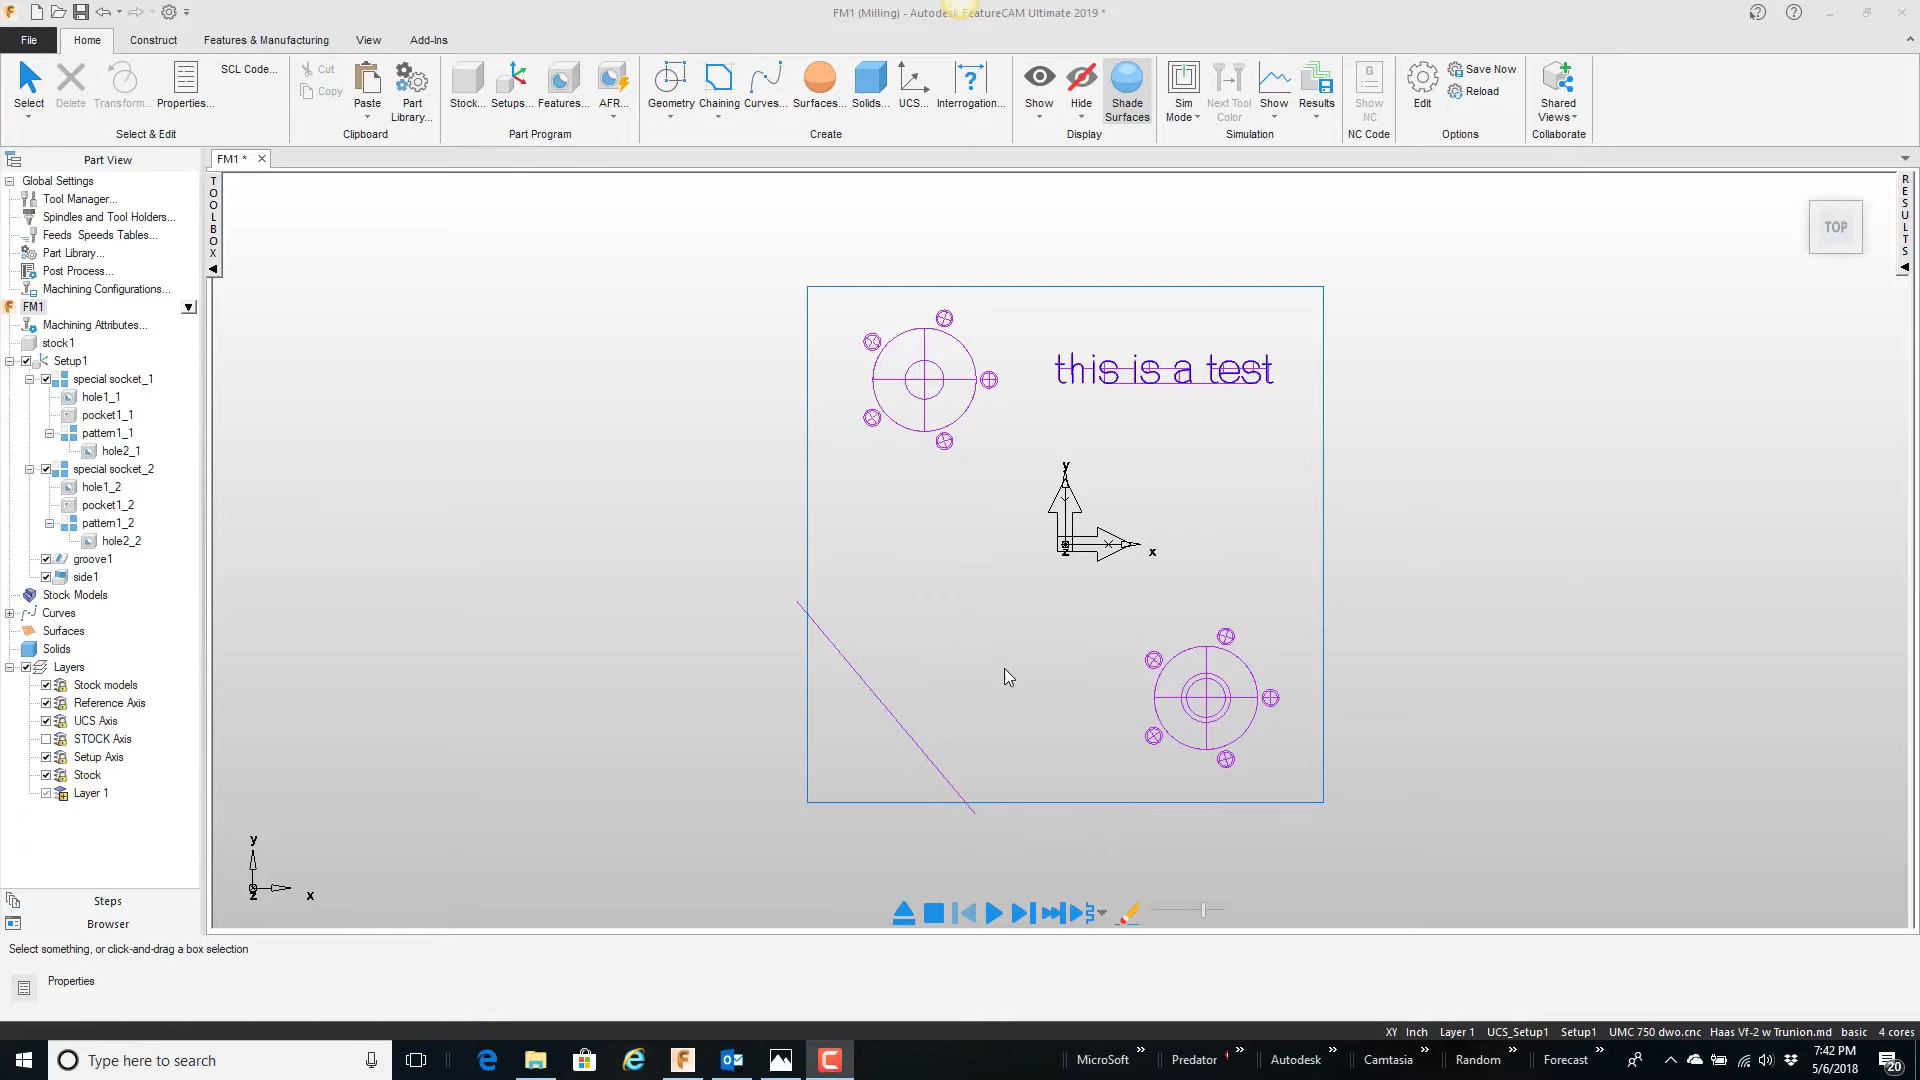 FM1 (Milling) - Autodesk FeatureCAM Ultimate 2019 *
File
Home
Construct
Features & Manufacturing
View
Add-Ins
Select
Delete
Transform...
Properties...
SCL Code...
Select & Edit
Cut
Copy
Paste
Part Library...
Clipboard
Stock...
Setups...
Features...
AFR...
Part Program
Geometry
Chaining
Curves...
Surfaces...
Solids...
UCS...
Interrogation...
Create
Show
Hide
Shade Surfaces
Display
Sim Mode
Next Tool Color
Show
Results
Simulation
G
Show NC
NC Code
Edit
Save Now
Reload
Options
Shared Views
Collaborate
Part View
FM1 *
Global Settings
Tool Manager...
Spindles and Tool Holders...
Feeds Speeds Tables...
Part Library...
Post Process...
Machining Configurations...
FM1
Machining Attributes...
stock1
Setup1
special socket_1
hole1_1
pocket1_1
pattern1_1
hole2_1
special socket_2
hole1_2
pocket1_2
pattern1_2
hole2_2
groove1
side1
Stock Models
Curves
Surfaces
Solids
Layers
Stock models
Reference Axis
UCS Axis
STOCK Axis
Setup Axis
Stock
Layer 1
Steps
Browser
TOOLBOX
RESULTS
TOP
this is a test
y
x
z
y
x
z
Select something, or click-and-drag a box selection
Properties
XY Inch Layer 1 UCS_Setup1 Setup1 UMC 750 dwo.cnc Haas Vf-2 w Trunion.md basic 4 cores
Type here to search
MicroSoft
Predator
Autodesk
Camtasia
Random
Forecast
7:42 PM
5/6/2018
20